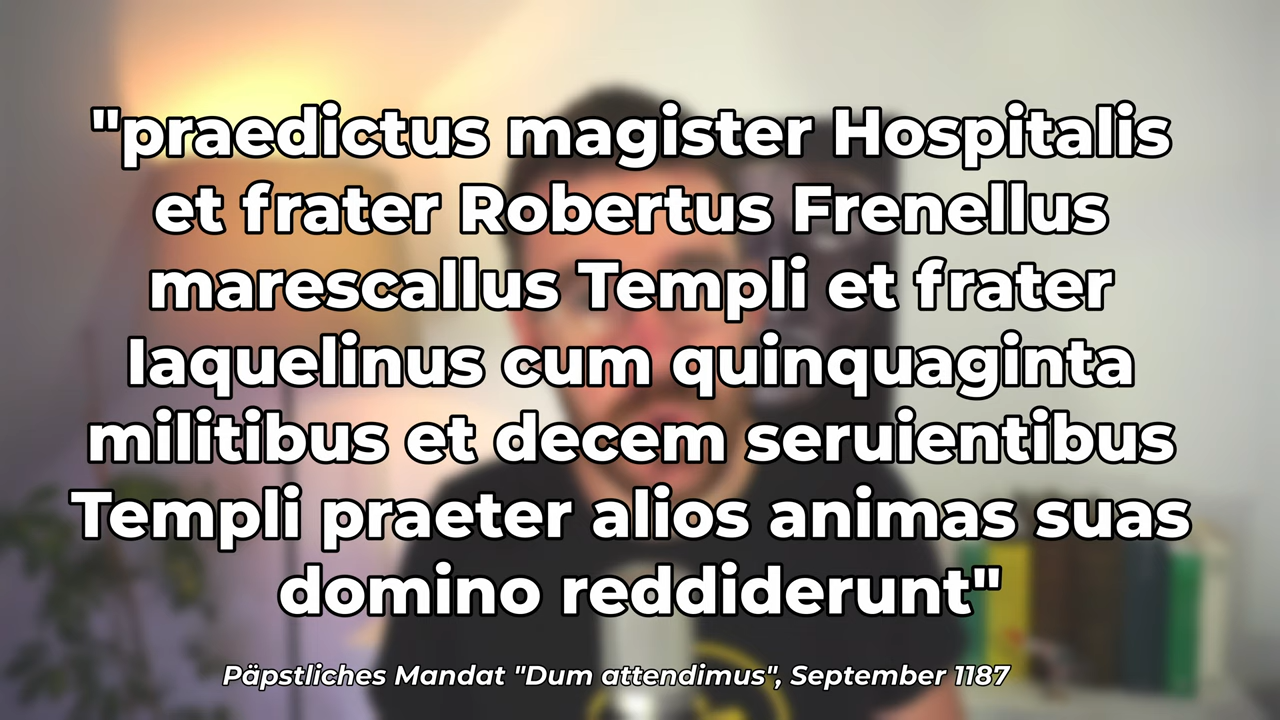 "praedictus magister Hospitalis
et frater Robertus Frenellus
marescallus Templi et frater
Iaquelinus cum quinquaginta
militibus et decem seruientibus
Templi praeter alios animas suas
domino reddiderunt"
Päpstliches Mandat "Dum attendimus", September 1187